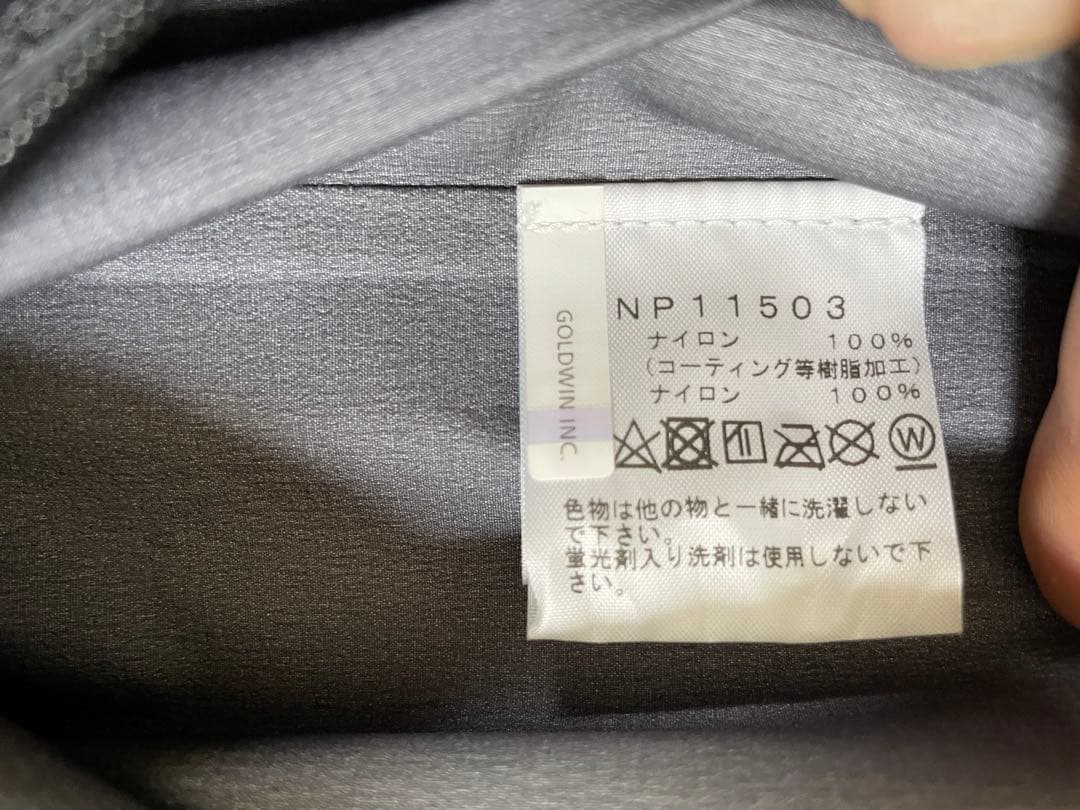 GOLDWIN INC.
NP11503
ナイロン 100%
(コーティング等樹脂加工)
ナイロン 100%
W
色物は他の物と一緒に洗濯しない
で下さい。
蛍光剤入り洗剤は使用しないで下
さい。